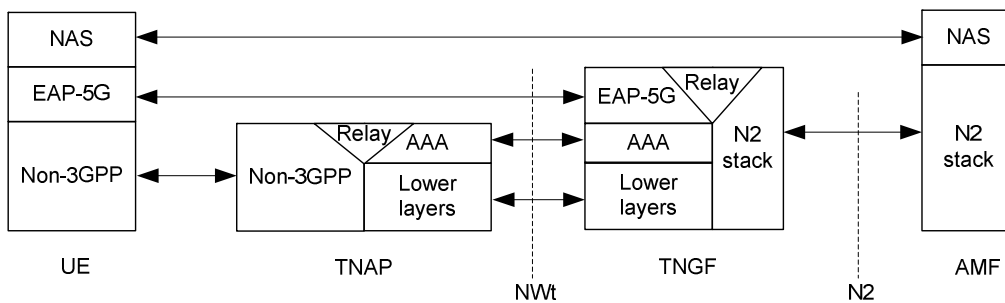 NAS
NAS
EAP-5G
EAP-5G
Relay
Relay
AAA
AAA
N2
stack
N2
stack
Non-3GPP
Non-3GPP
Lower
layers
Lower
layers
UE
TNAP
TNGF
AMF
NWt
N2